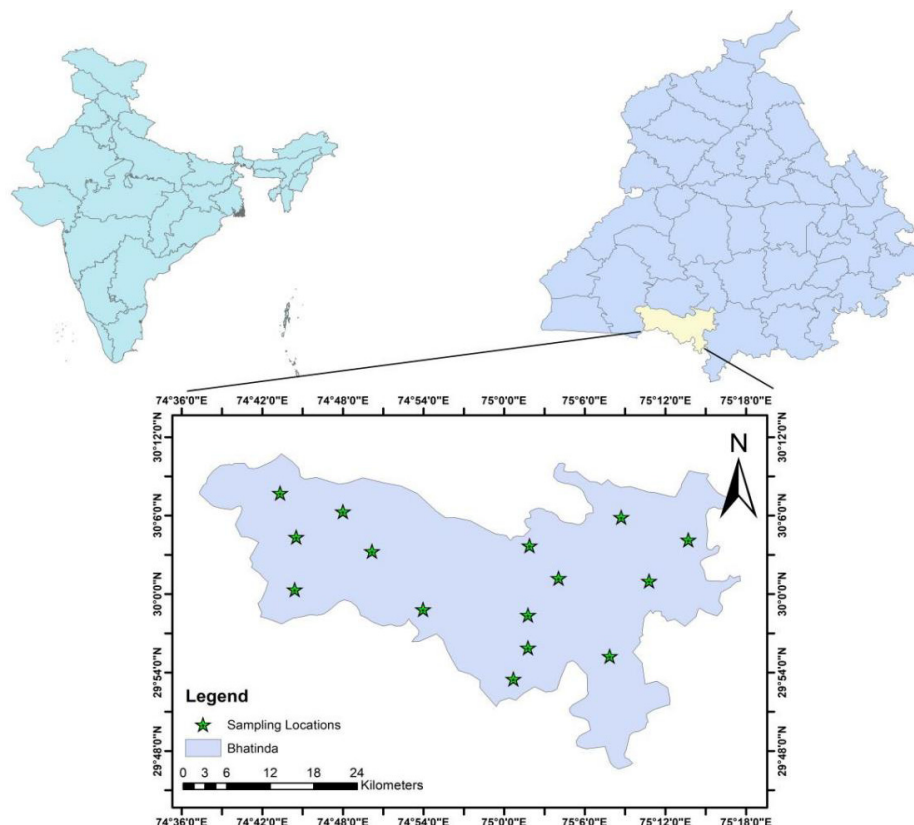 74°36'0"E 74°42'0"E 74°48'0"E 74°54'0"E 75°0'0"E 75°6'0"E 75°12'0"E 75°18'0"E
30°12'0"N 30°12'0"N
N
30°6'0"N 30°6'0"N
30°0'0"N 30°0'0"N
29°54'0"N 29°54'0"N
Legend
Sampling Locations
29°48'0"N 29°48'0"N
Bhatinda
0 3 6 12 18 24
Kilometers
74°36'0"E 74°42'0"E 74°48'0"E 74°54'0"E 75°0'0"E 75°6'0"E 75°12'0"E 75°18'0"E